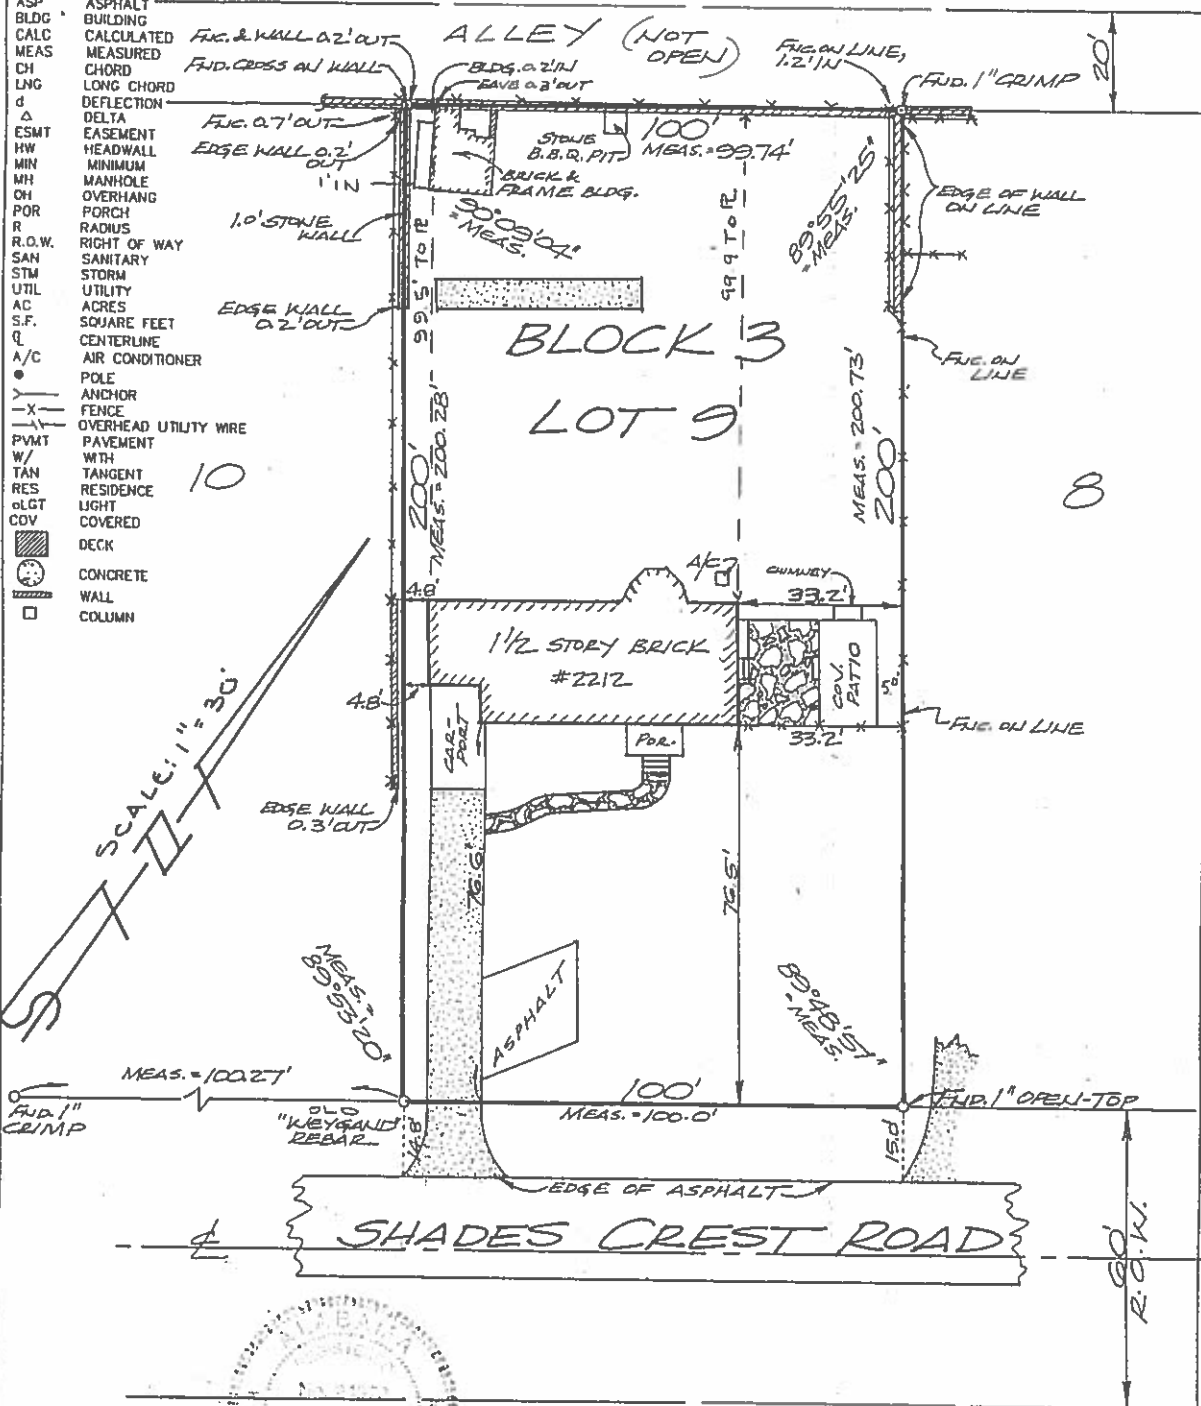 ASP ASPHALT
BLDG BUILDING
CALC CALCULATED
MEAS MEASURED
CH CHORD
LNG LONG CHORD
d DEFLECTION
Δ DELTA
ESMT EASEMENT
HW HEADWALL
MIN MINIMUM
MH MANHOLE
OH OVERHANG
POR PORCH
R RADIUS
R.O.W. RIGHT OF WAY
SAN SANITARY
STM STORM
UTIL UTILITY
AC ACRES
S.F. SQUARE FEET
℄ CENTERLINE
A/C AIR CONDITIONER
POLE
ANCHOR
—X— FENCE
OVERHEAD UTILITY WIRE
PVMT PAVEMENT
W/ WITH
TAN TANGENT
RES RESIDENCE
oLGT LIGHT
COV COVERED
DECK
CONCRETE
WALL
COLUMN
ALLEY (NOT
OPEN)
20'
FNC. & WALL 0.2' OUT
FND. CROSS ON WALL
BLDG. 0.2' IN
EAVE 0.3' OUT
FNC. ON LINE,
1.2' IN
FND. 1" CRIMP
FNC. 0.7' OUT
EDGE WALL 0.2'
OUT
1' IN
1.0' STONE
WALL
EDGE WALL
0.2' OUT
STONE
B.B.Q. PIT
BRICK &
FRAME BLDG.
100'
MEAS. = 99.74'
90°09'04"
= MEAS.
89°55'25"
= MEAS.
EDGE OF WALL
ON LINE
99.5' TO ℄
99.9 TO ℄
BLOCK 3
LOT 9
FNC. ON
LINE
10
8
200'
MEAS. = 200.28'
MEAS. = 200.73'
200'
A/C
CHIMNEY
4.8'
33.2'
1 1/2 STORY BRICK
#2212
COV.
PATIO
5.0'
4.8'
CAR-
PORT
POR.
33.2'
FNC. ON LINE
EDGE WALL
0.3' OUT
SCALE: 1" = 30'
N
S
76.6'
76.5'
ASPHALT
MEAS. =
89°53'20"
89°48'51"
= MEAS.
MEAS. = 100.27'
FND. 1"
CRIMP
OLD
"WEYGAND"
REBAR
100'
MEAS. = 100.0'
FND. 1" OPEN-TOP
14.8'
15.0'
EDGE OF ASPHALT
℄ SHADES CREST ROAD
R.O.W.
ALABAMA